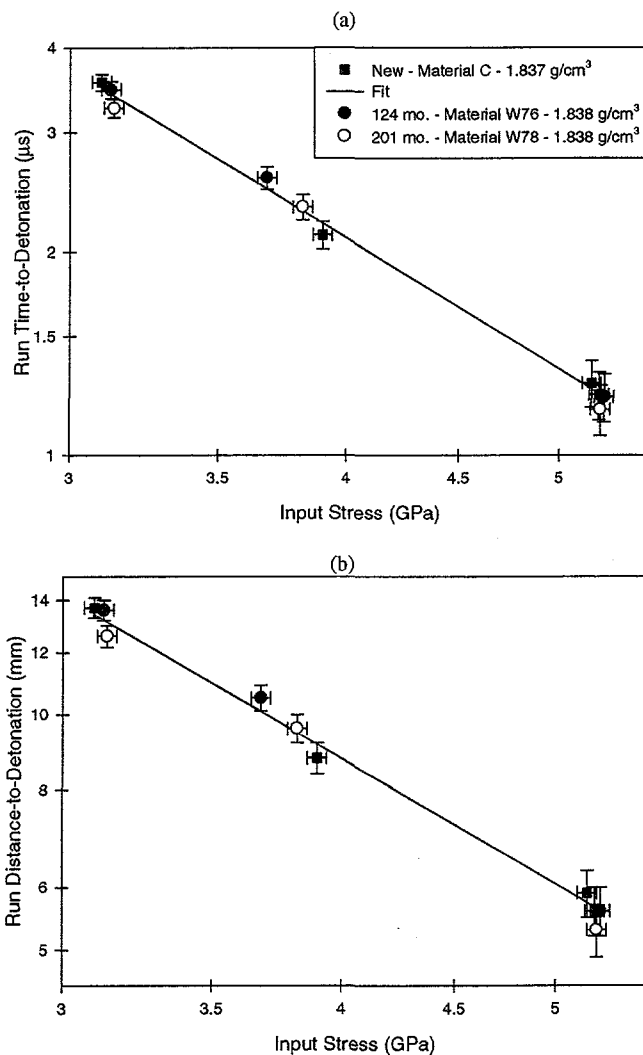 (a)
4
3
2
1.5
1
Run Time-to-Detonation (μs)
New - Material C - 1.837 g/cm³
Fit
124 mo. - Material W76 - 1.838 g/cm³
201 mo. - Material W78 - 1.838 g/cm³
3
3.5
4
4.5
5
Input Stress (GPa)
(b)
14
12
10
8
6
5
Run Distance-to-Detonation (mm)
3
3.5
4
4.5
5
Input Stress (GPa)